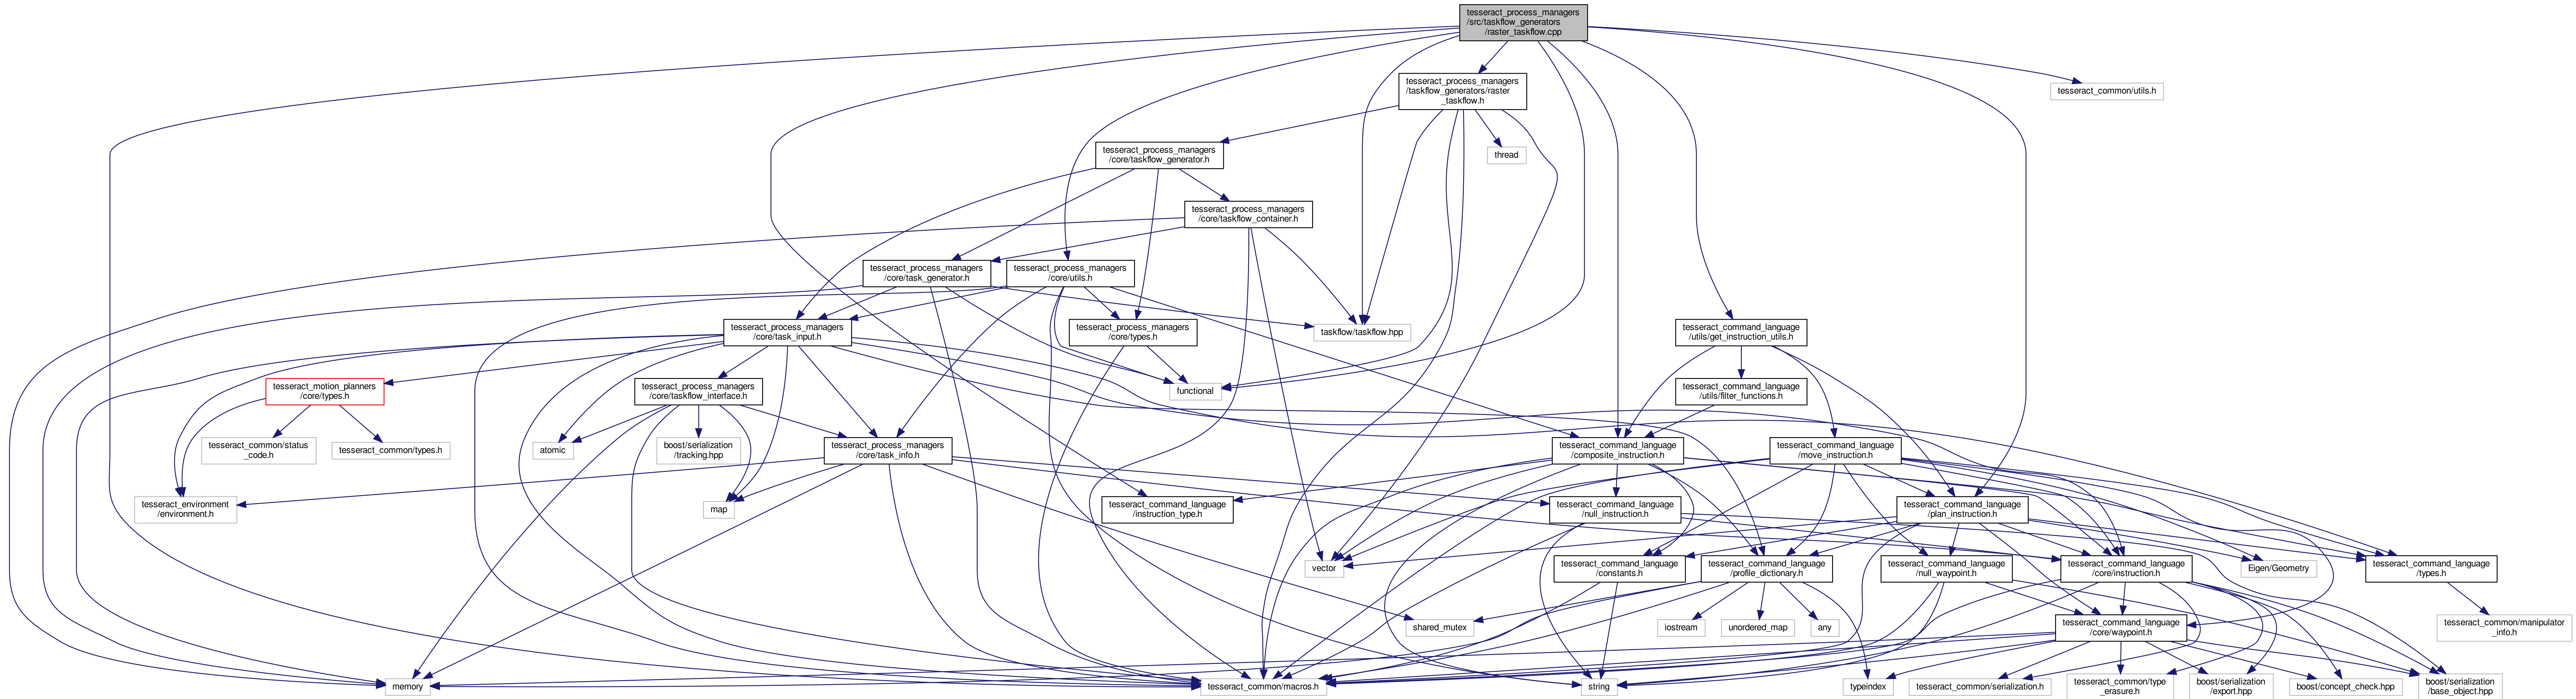 tesseract_process_managers
/src/taskflow_generators
/raster_taskflow.cpp
tesseract_process_managers
/taskflow_generators/raster
_taskflow.h
tesseract_common/utils.h
tesseract_process_managers
/core/taskflow_generator.h
thread
tesseract_process_managers
/core/taskflow_container.h
tesseract_process_managers
/core/task_generator.h
tesseract_process_managers
/core/utils.h
tesseract_process_managers
/core/task_input.h
tesseract_process_managers
/core/types.h
taskflow/taskflow.hpp
tesseract_command_language
/utils/get_instruction_utils.h
tesseract_motion_planners
/core/types.h
tesseract_process_managers
/core/taskflow_interface.h
functional
tesseract_command_language
/utils/filter_functions.h
tesseract_common/status
_code.h
tesseract_common/types.h
atomic
boost/serialization
/tracking.hpp
tesseract_process_managers
/core/task_info.h
tesseract_command_language
/composite_instruction.h
tesseract_command_language
/move_instruction.h
tesseract_environment
/environment.h
map
tesseract_command_language
/instruction_type.h
tesseract_command_language
/null_instruction.h
tesseract_command_language
/plan_instruction.h
vector
tesseract_command_language
/constants.h
tesseract_command_language
/profile_dictionary.h
tesseract_command_language
/null_waypoint.h
tesseract_command_language
/core/instruction.h
Eigen/Geometry
tesseract_command_language
/types.h
shared_mutex
iostream
unordered_map
any
tesseract_command_language
/core/waypoint.h
tesseract_common/manipulator
_info.h
memory
tesseract_common/macros.h
string
typeindex
tesseract_common/serialization.h
tesseract_common/type
_erasure.h
boost/serialization
/export.hpp
boost/concept_check.hpp
boost/serialization
/base_object.hpp